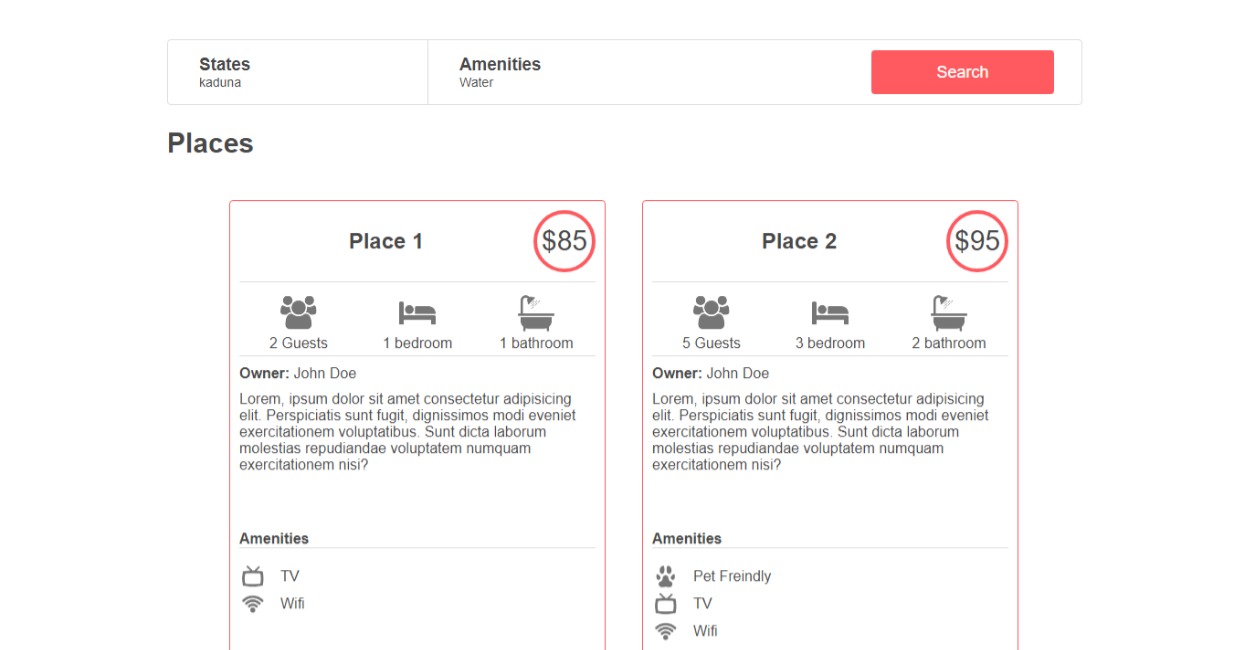 States
kaduna
Amenities
Water
Search
Places
Place 1
$85
2 Guests
1 bedroom
1 bathroom
Owner: John Doe
Lorem, ipsum dolor sit amet consectetur adipisicing
elit. Perspiciatis sunt fugit, dignissimos modi eveniet
exercitationem voluptatibus. Sunt dicta laborum
molestias repudiandae voluptatem numquam
exercitationem nisi?
Amenities
TV
Wifi
Place 2
$95
5 Guests
3 bedroom
2 bathroom
Owner: John Doe
Lorem, ipsum dolor sit amet consectetur adipisicing
elit. Perspiciatis sunt fugit, dignissimos modi eveniet
exercitationem voluptatibus. Sunt dicta laborum
molestias repudiandae voluptatem numquam
exercitationem nisi?
Amenities
Pet Freindly
TV
Wifi